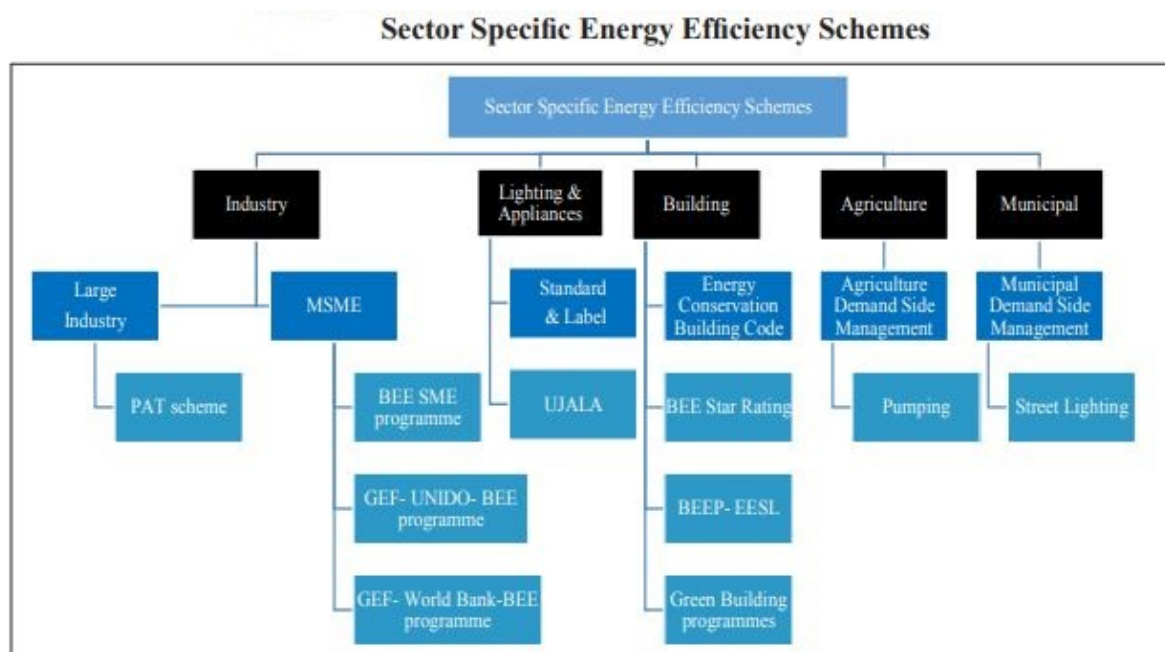 Sector Specific Energy Efficiency Schemes
Sector Specific Energy Efficiency Schemes
Industry
Lighting &
Appliances
Building
Agriculture
Municipal
Large
Industry
MSME
Standard
& Label
Energy
Conservation
Building Code
Agriculture
Demand Side
Management
Municipal
Demand Side
Management
PAT scheme
BEE SME
programme
UJALA
BEE Star Rating
Pumping
Street Lighting
GEF- UNIDO- BEE
programme
BEEP- EESL
GEF- World Bank-BEE
programme
Green Building
programmes